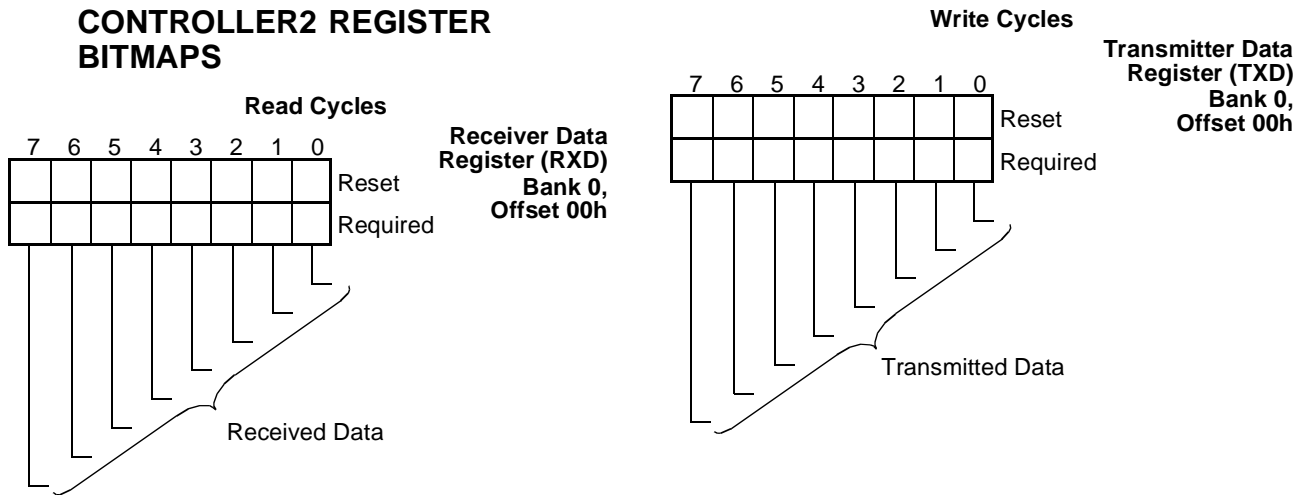 CONTROLLER2 REGISTER
BITMAPS
Read Cycles
7 6 5 4 3 2 1 0
Reset
Required
Receiver Data
Register (RXD)
Bank 0,
Offset 00h
Received Data
Write Cycles
7 6 5 4 3 2 1 0
Reset
Required
Transmitter Data
Register (TXD)
Bank 0,
Offset 00h
Transmitted Data